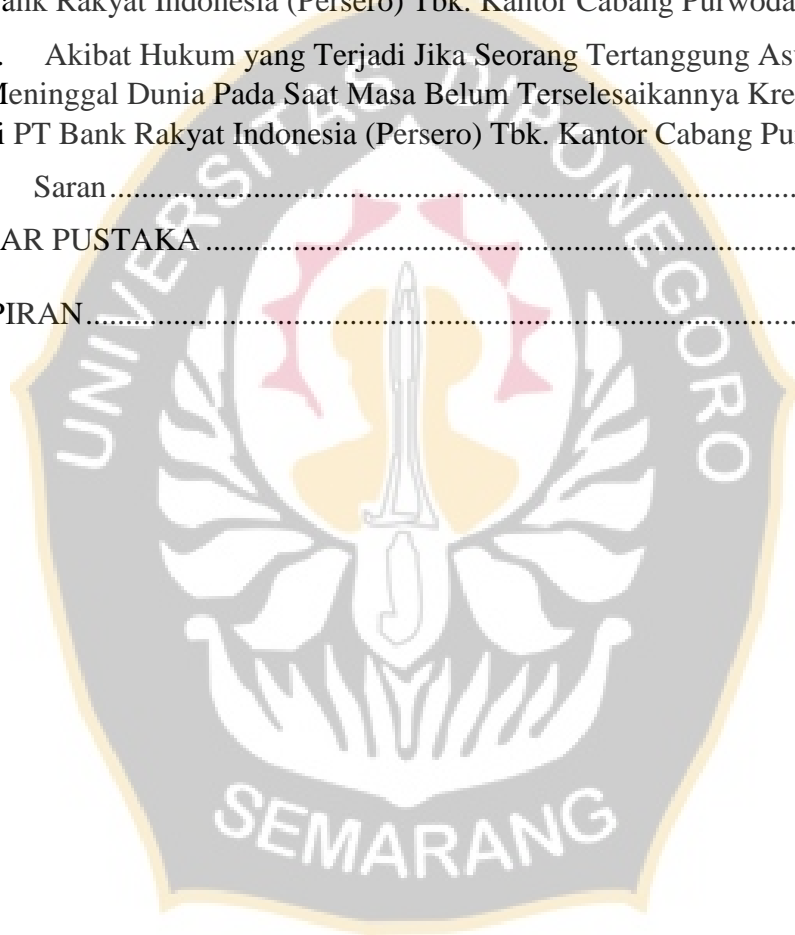 ank Rakyat Indonesia (Persero) Tbk. Kantor Cabang Purwoda
. Akibat Hukum yang Terjadi Jika Seorang Tertanggung As
Meninggal Dunia Pada Saat Masa Belum Terselesaikannya Kre
i PT Bank Rakyat Indonesia (Persero) Tbk. Kantor Cabang Pu
Saran
AR PUSTAKA
PIRAN
UNIVERSITAS DIPONEGORO
SEMARANG